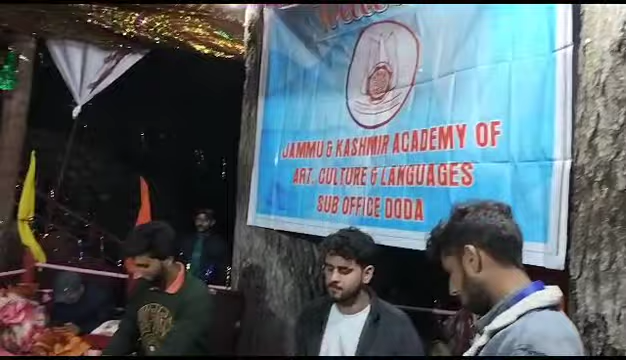 JAMMU & KASHMIR ACADEMY OF
ART, CULTURE & LANGUAGES
SUB OFFICE DODA